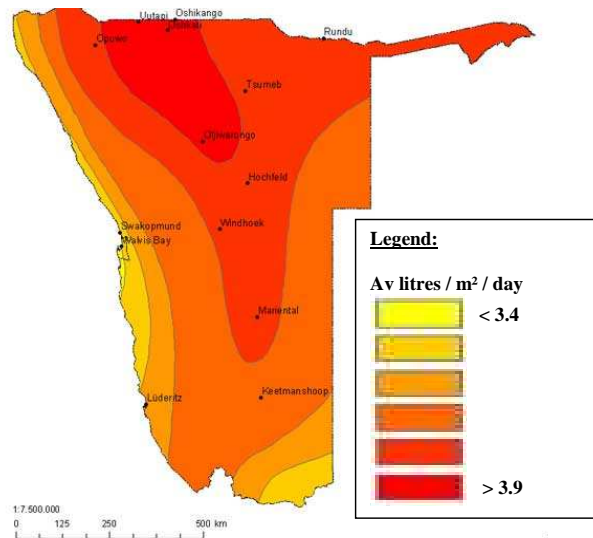 Uutapi
Oshikango
Opuwo
Rundu
Tsumeb
Otjiwarongo
Hochfeld
Swakopmund
Walvis Bay
Windhoek
Mariental
Keetmanshoop
Lüderitz
Legend:
Av litres / m² / day
< 3.4
> 3.9
1:7.500.000
0 125 250 500 km